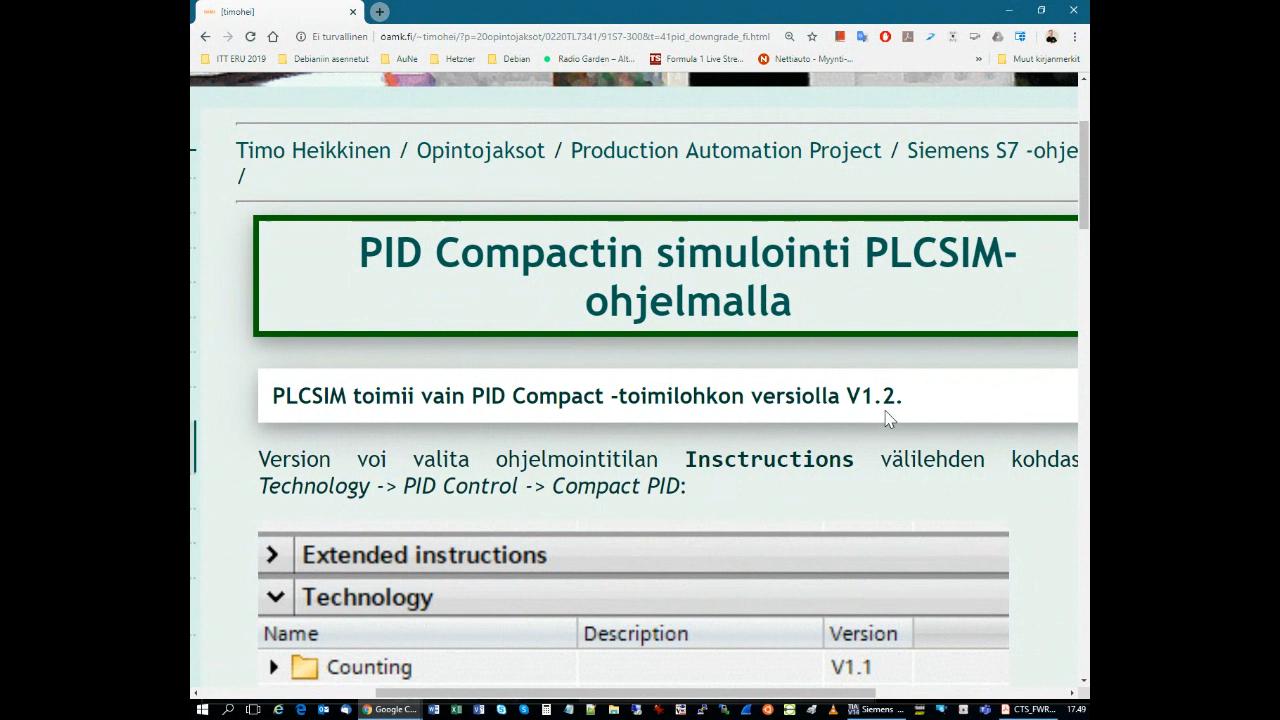 [timohei]
Ei turvallinen
oamk.fi/~timohei/?p=20opintojaksot/0220TL7341/91S7-300&t=41pid_downgrade_fi.html
ITT ERU 2019 Debianiin asennetut AuNe Hetzner Debian Radio Garden – Alt... Formula 1 Live Stre... Nettiauto - Myynti-... » Muut kirjanmerkit
Timo Heikkinen / Opintojaksot / Production Automation Project / Siemens S7 -ohje
/
PID Compactin simulointi PLCSIM-
ohjelmalla
PLCSIM toimii vain PID Compact -toimilohkon versiolla V1.2.
Version voi valita ohjelmointitilan Insctructions välilehden kohdas
Technology -> PID Control -> Compact PID:
Extended instructions
Technology
Name Description Version
Counting V1.1
Google C... Siemens ... CTS_FWR... 17.49